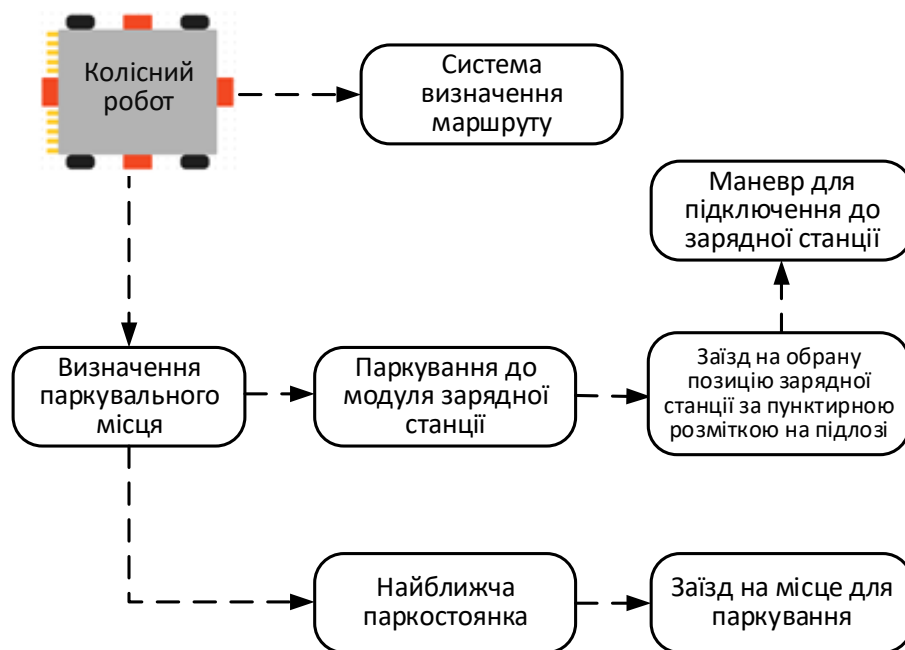 Колісний
робот
Система
визначення
маршруту
Маневр для
підключення до
зарядної станції
Визначення
паркувального
місця
Паркування до
модуля зарядної
станції
Заїзд на обрану
позицію зарядної
станції за пунктирною
розміткою на підлозі
Найближча
паркостоянка
Заїзд на місце для
паркування